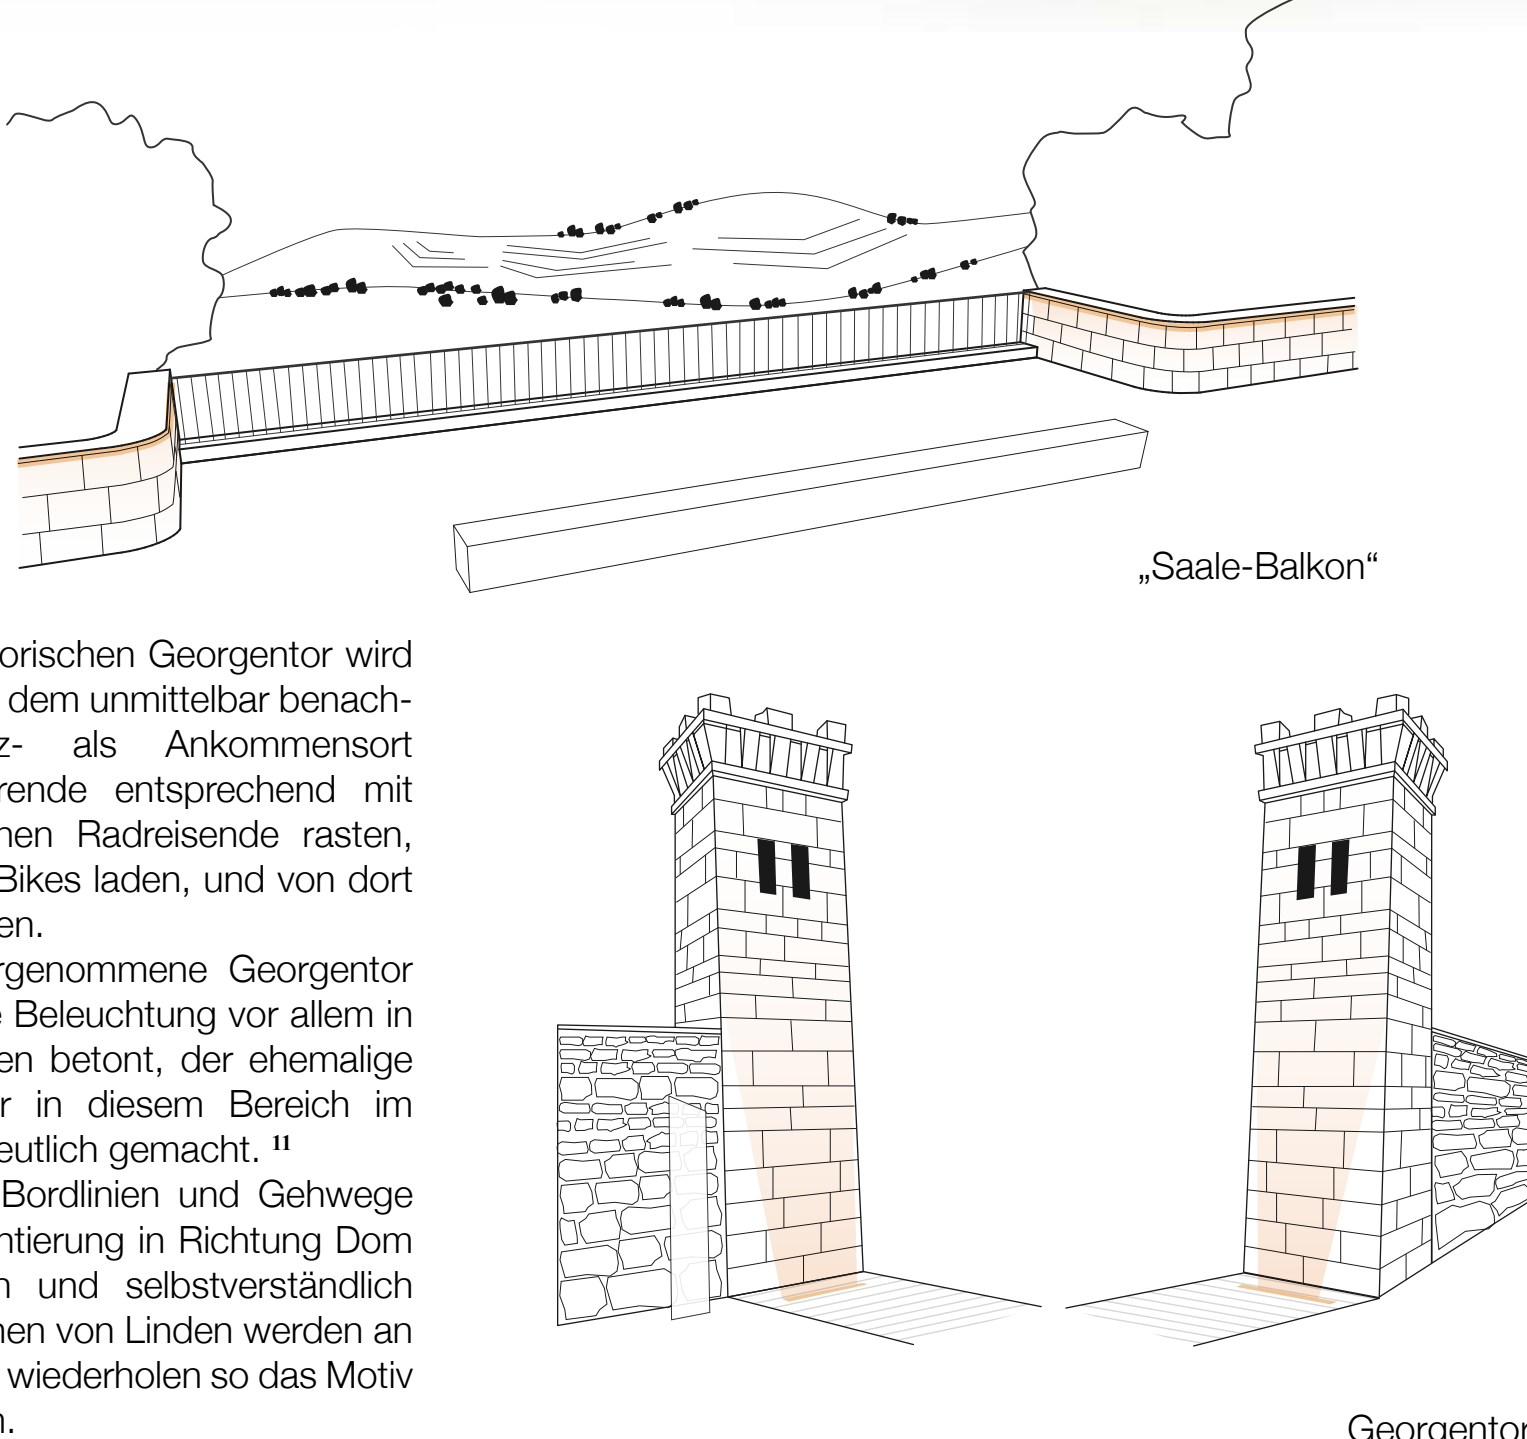 „Saale-Balkon“
orischen Georgentor wird
dem unmittelbar benach-
z- als Ankommensort
rende entsprechend mit
nen Radreisende rasten,
Bikes laden, und von dort
en.
rgenommene Georgentor
e Beleuchtung vor allem in
en betont, der ehemalige
r in diesem Bereich im
eutlich gemacht. 11
Bordlinien und Gehwege
ntierung in Richtung Dom
n und selbstverständlich
nen von Linden werden an
wiederholen so das Motiv
n.
Georgentor